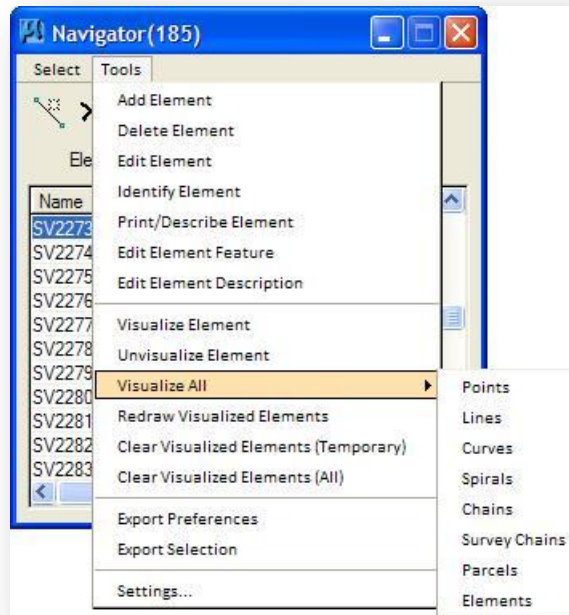 Navigator(185)
Select Tools
Add Element
Delete Element
Ele
Edit Element
Identify Element
Name
Print/Describe Element
SV2273
Edit Element Feature
SV2274
Edit Element Description
SV2275
SV2276
Visualize Element
SV2277
Unvisualize Element
SV2278
SV2279
Visualize All
Points
SV2280
Redraw Visualized Elements
Lines
SV2281
Clear Visualized Elements (Temporary)
Curves
SV2282
Clear Visualized Elements (All)
Spirals
SV2283
Chains
Export Preferences
Survey Chains
Export Selection
Parcels
Settings...
Elements